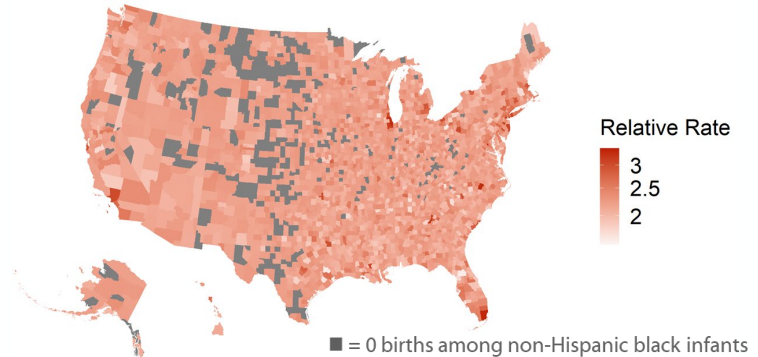 Relative Rate
3
2.5
2
= 0 births among non-Hispanic black infants